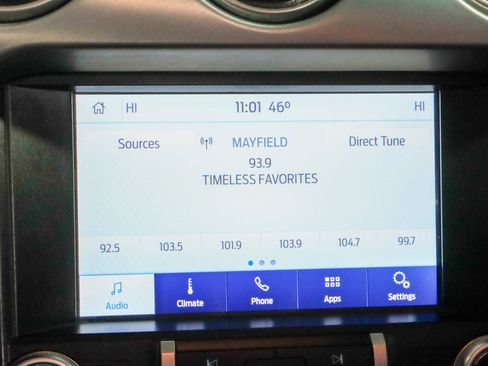 HI 11:01 46° HI
Sources MAYFIELD Direct Tune
93.9
TIMELESS FAVORITES
92.5 103.5 101.9 103.9 104.7 99.7
Audio Climate Phone Apps Settings